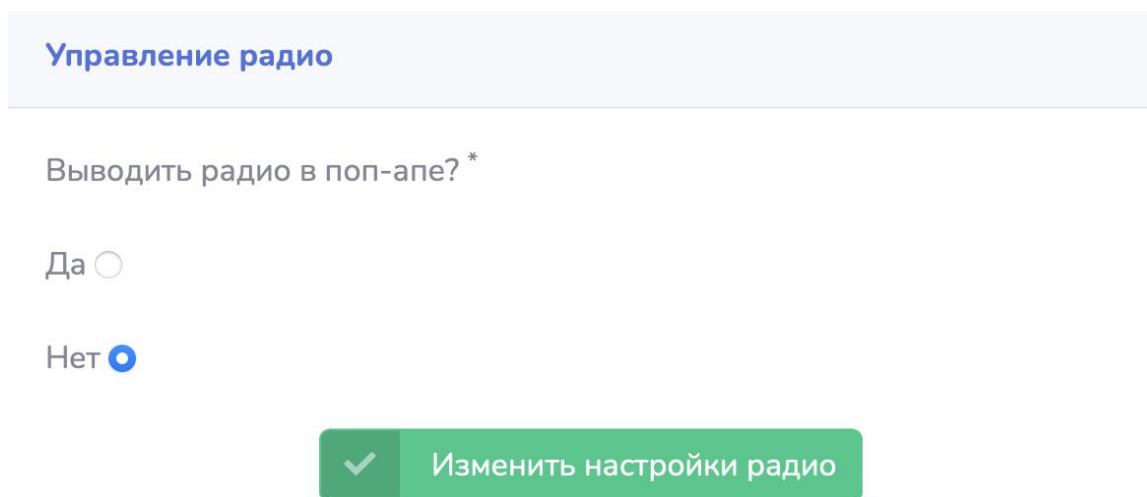 Управление радио
Выводить радио в поп-апе? *
Да
Нет
Изменить настройки радио